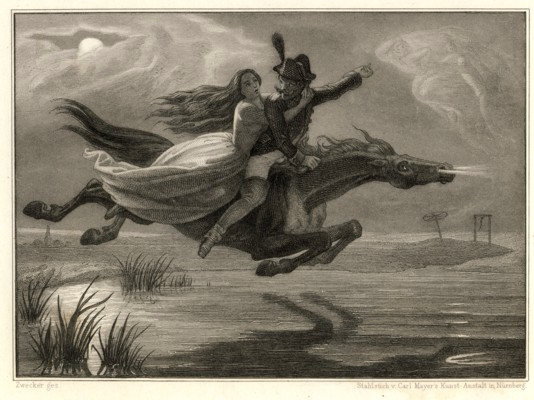 Zwecker gez.
Stahlstich v. Carl Mayer's Kunst-Anstalt in Nürnberg